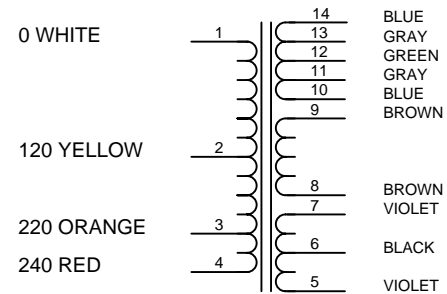 0 WHITE 1
120 YELLOW 2
220 ORANGE 3
240 RED 4
14 BLUE
13 GRAY
12 GREEN
11 GRAY
10 BLUE
9 BROWN
8 BROWN
7 VIOLET
6 BLACK
5 VIOLET